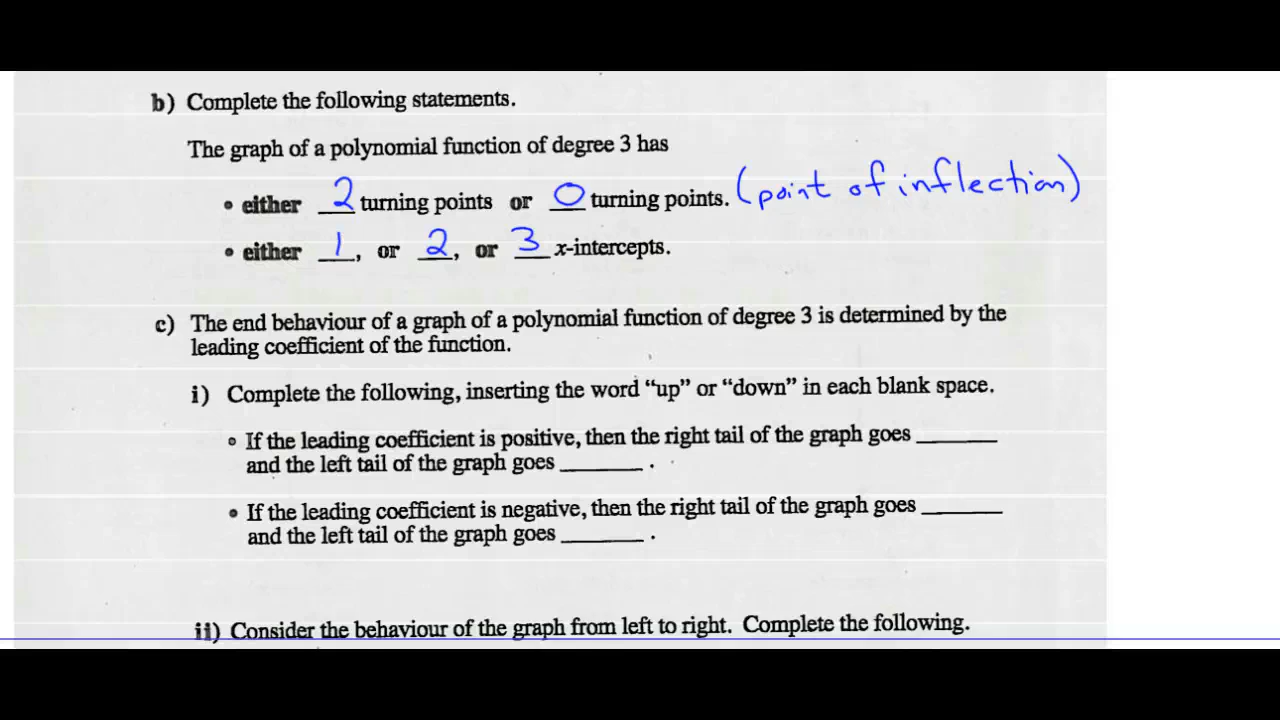 b) Complete the following statements.
The graph of a polynomial function of degree 3 has
• either 2 turning points or 0 turning points. (point of inflection)
• either 1, or 2, or 3 x-intercepts.
c) The end behaviour of a graph of a polynomial function of degree 3 is determined by the
leading coefficient of the function.
i) Complete the following, inserting the word “up” or “down” in each blank space.
• If the leading coefficient is positive, then the right tail of the graph goes ________
and the left tail of the graph goes ________ .
• If the leading coefficient is negative, then the right tail of the graph goes ________
and the left tail of the graph goes ________ .
ii) Consider the behaviour of the graph from left to right. Complete the following.